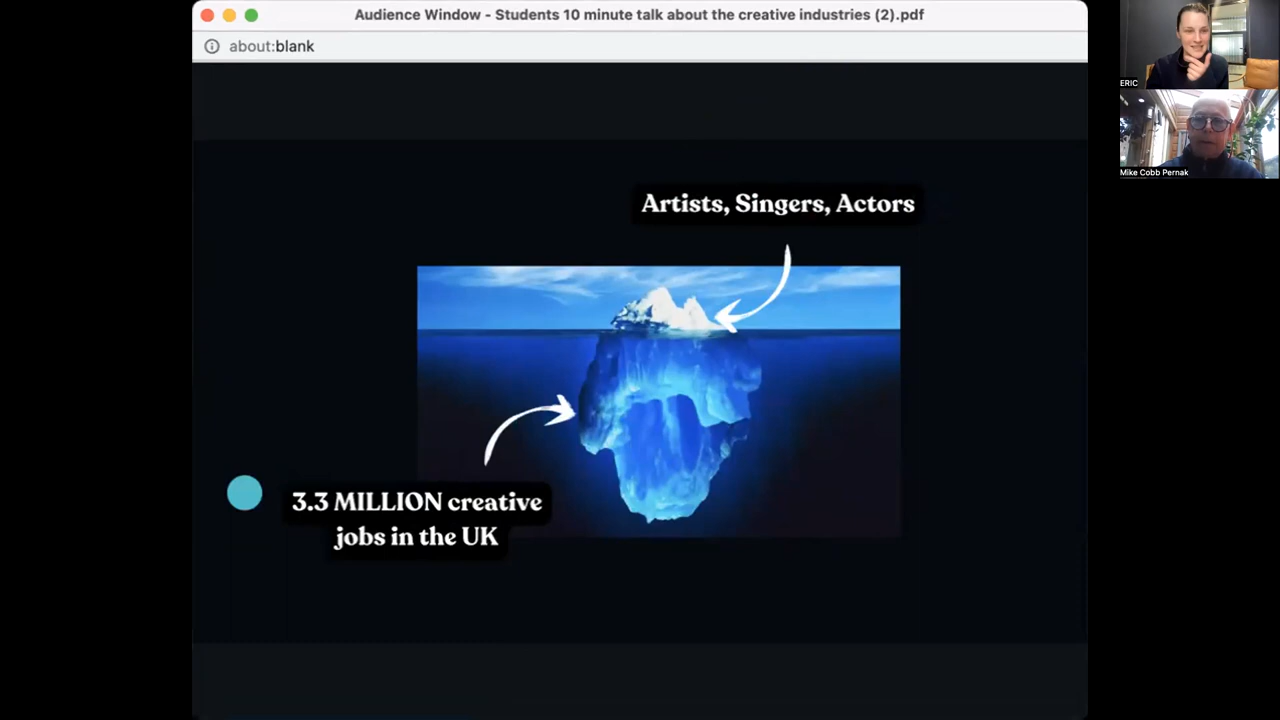 Audience Window - Students 10 minute talk about the creative industries (2).pdf
about:blank
ERIC
Mike Cobb Pernak
Artists, Singers, Actors
3.3 MILLION creative
jobs in the UK